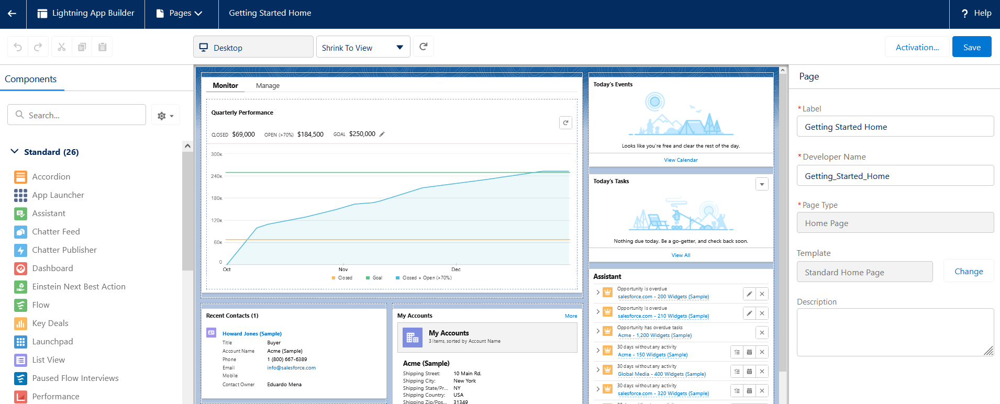 Lightning App Builder
Pages
Getting Started Home
? Help
Desktop
Shrink To View
Activation...
Save
Components
Search...
Standard (26)
Accordion
App Launcher
Assistant
Chatter Feed
Chatter Publisher
Dashboard
Einstein Next Best Action
Flow
Key Deals
Launchpad
List View
Paused Flow Interviews
Performance
Monitor
Manage
Quarterly Performance
CLOSED $69,000 OPEN (>70%) $184,500 GOAL $250,000
300K
240K
180K
120K
60K
0
Oct Nov Dec
Closed Goal Closed + Open (>70%)
Recent Contacts (1)
Howard Jones (Sample)
Title Buyer
Account Name Acme (Sample)
Phone 1 (800) 667-6389
Email info@salesforce.com
Mobile
Contact Owner Eduardo Mena
My Accounts
More
My Accounts
3 items, sorted by Account Name
Acme (Sample)
Shipping Street: 10 Main Rd.
Shipping City: New York
Shipping State/Pr... NY
Shipping Country: USA
Shipping Zip/Pos... 31349
Today's Events
Looks like you're free and clear the rest of the day.
View Calendar
Today's Tasks
Nothing due today. Be a go-getter, and check back soon.
View All
Assistant
Opportunity is overdue
salesforce.com - 200 Widgets (Sample)
Opportunity is overdue
salesforce.com - 210 Widgets (Sample)
Opportunity has overdue tasks
Acme - 1,200 Widgets (Sample)
30 days without any activity
Acme - 150 Widgets (Sample)
30 days without any activity
Global Media - 400 Widgets (Sample)
30 days without any activity
salesforce.com - 320 Widgets (Sample)
Page
* Label
Getting Started Home
* Developer Name
Getting_Started_Home
* Page Type
Home Page
Template
Standard Home Page
Change
Description